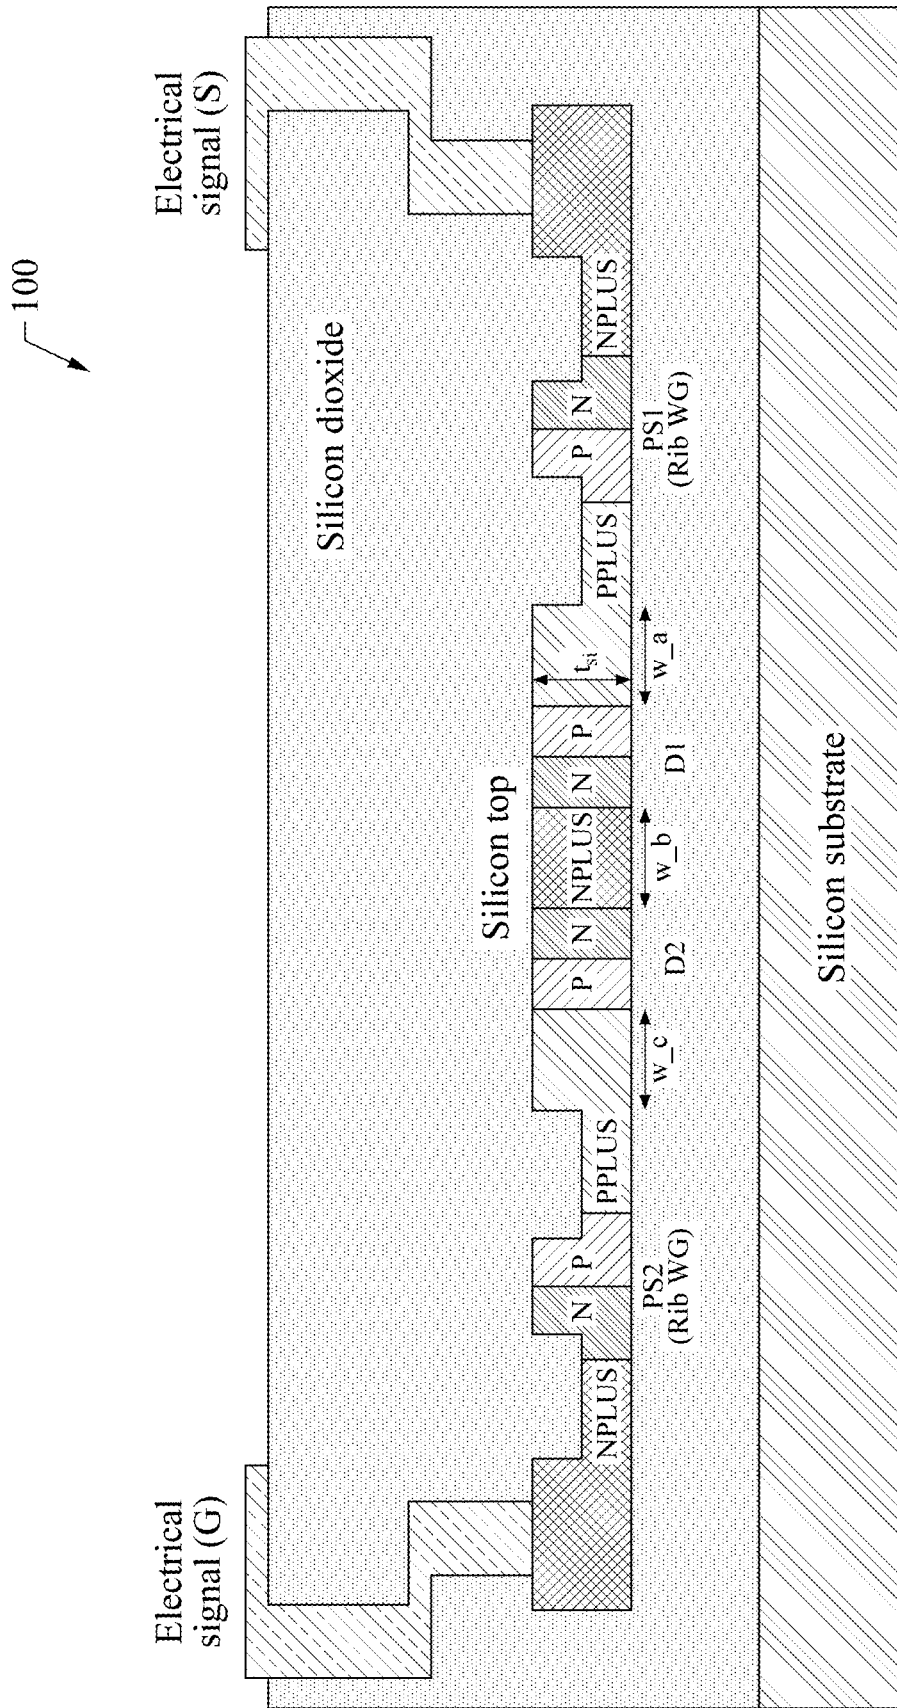 100
Electrical
signal (G)
Electrical
signal (S)
Silicon dioxide
Silicon top
NPLUS
N
P
PPLUS
P
N
NPLUS
N
P
t_si
PPLUS
P
N
NPLUS
PS2
(Rib WG)
w_c
D2
w_b
D1
w_a
PS1
(Rib WG)
Silicon substrate